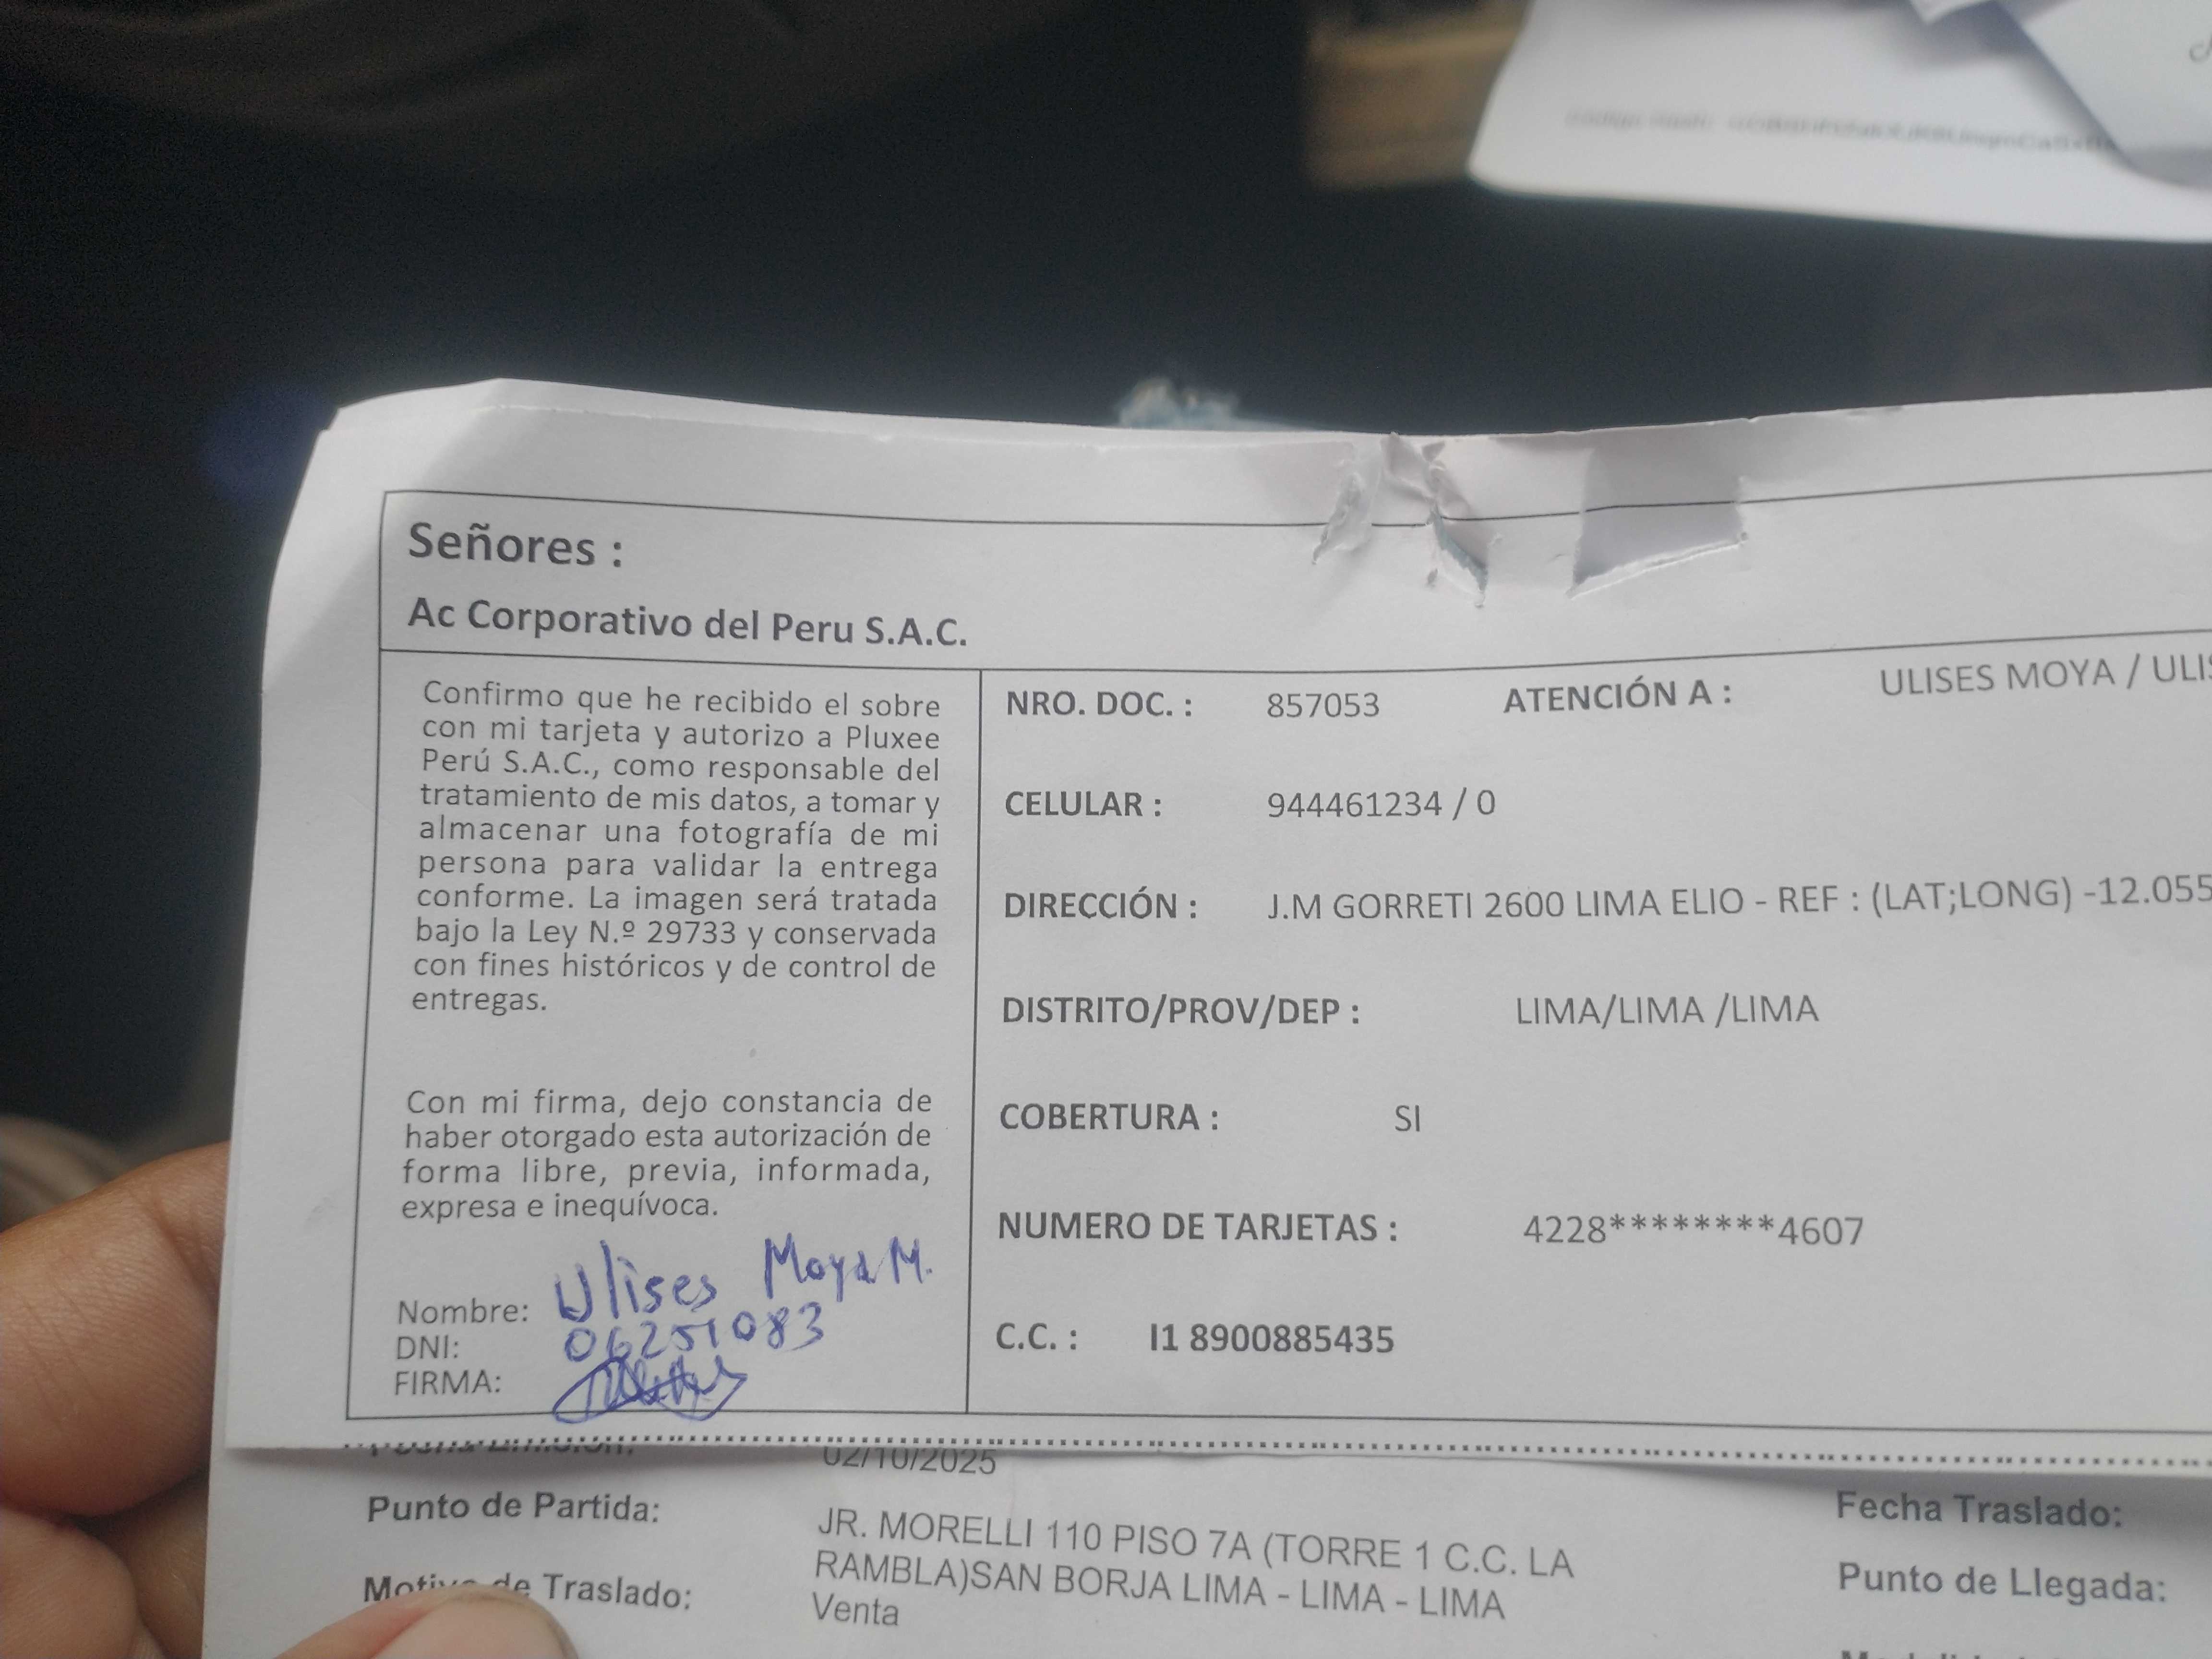 Señores :
Ac Corporativo del Peru S.A.C.
Confirmo que he recibido el sobre
con mi tarjeta y autorizo a Pluxee
Perú S.A.C., como responsable del
tratamiento de mis datos, a tomar y
almacenar una fotografía de mi
persona para validar la entrega
conforme. La imagen será tratada
bajo la Ley N.º 29733 y conservada
con fines históricos y de control de
entregas.
Con mi firma, dejo constancia de
haber otorgado esta autorización de
forma libre, previa, informada,
expresa e inequívoca.
Nombre: Ulises Moya M.
DNI: 06251083
FIRMA:
NRO. DOC. : 857053 ATENCIÓN A : ULISES MOYA / ULIS
CELULAR : 944461234 / 0
DIRECCIÓN : J.M GORRETI 2600 LIMA ELIO - REF : (LAT;LONG) -12.055
DISTRITO/PROV/DEP : LIMA/LIMA /LIMA
COBERTURA : SI
NUMERO DE TARJETAS : 4228********4607
C.C. : I1 8900885435
02/10/2025
Punto de Partida: JR. MORELLI 110 PISO 7A (TORRE 1 C.C. LA
RAMBLA)SAN BORJA LIMA - LIMA - LIMA
Motivo de Traslado: Venta
Fecha Traslado:
Punto de Llegada: